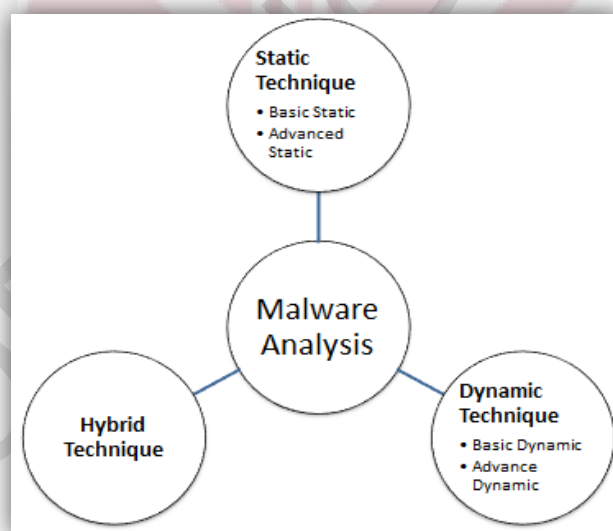 Static
Technique
• Basic Static
• Advanced
Static
Malware
Analysis
Hybrid
Technique
Dynamic
Technique
• Basic Dynamic
• Advance
Dynamic